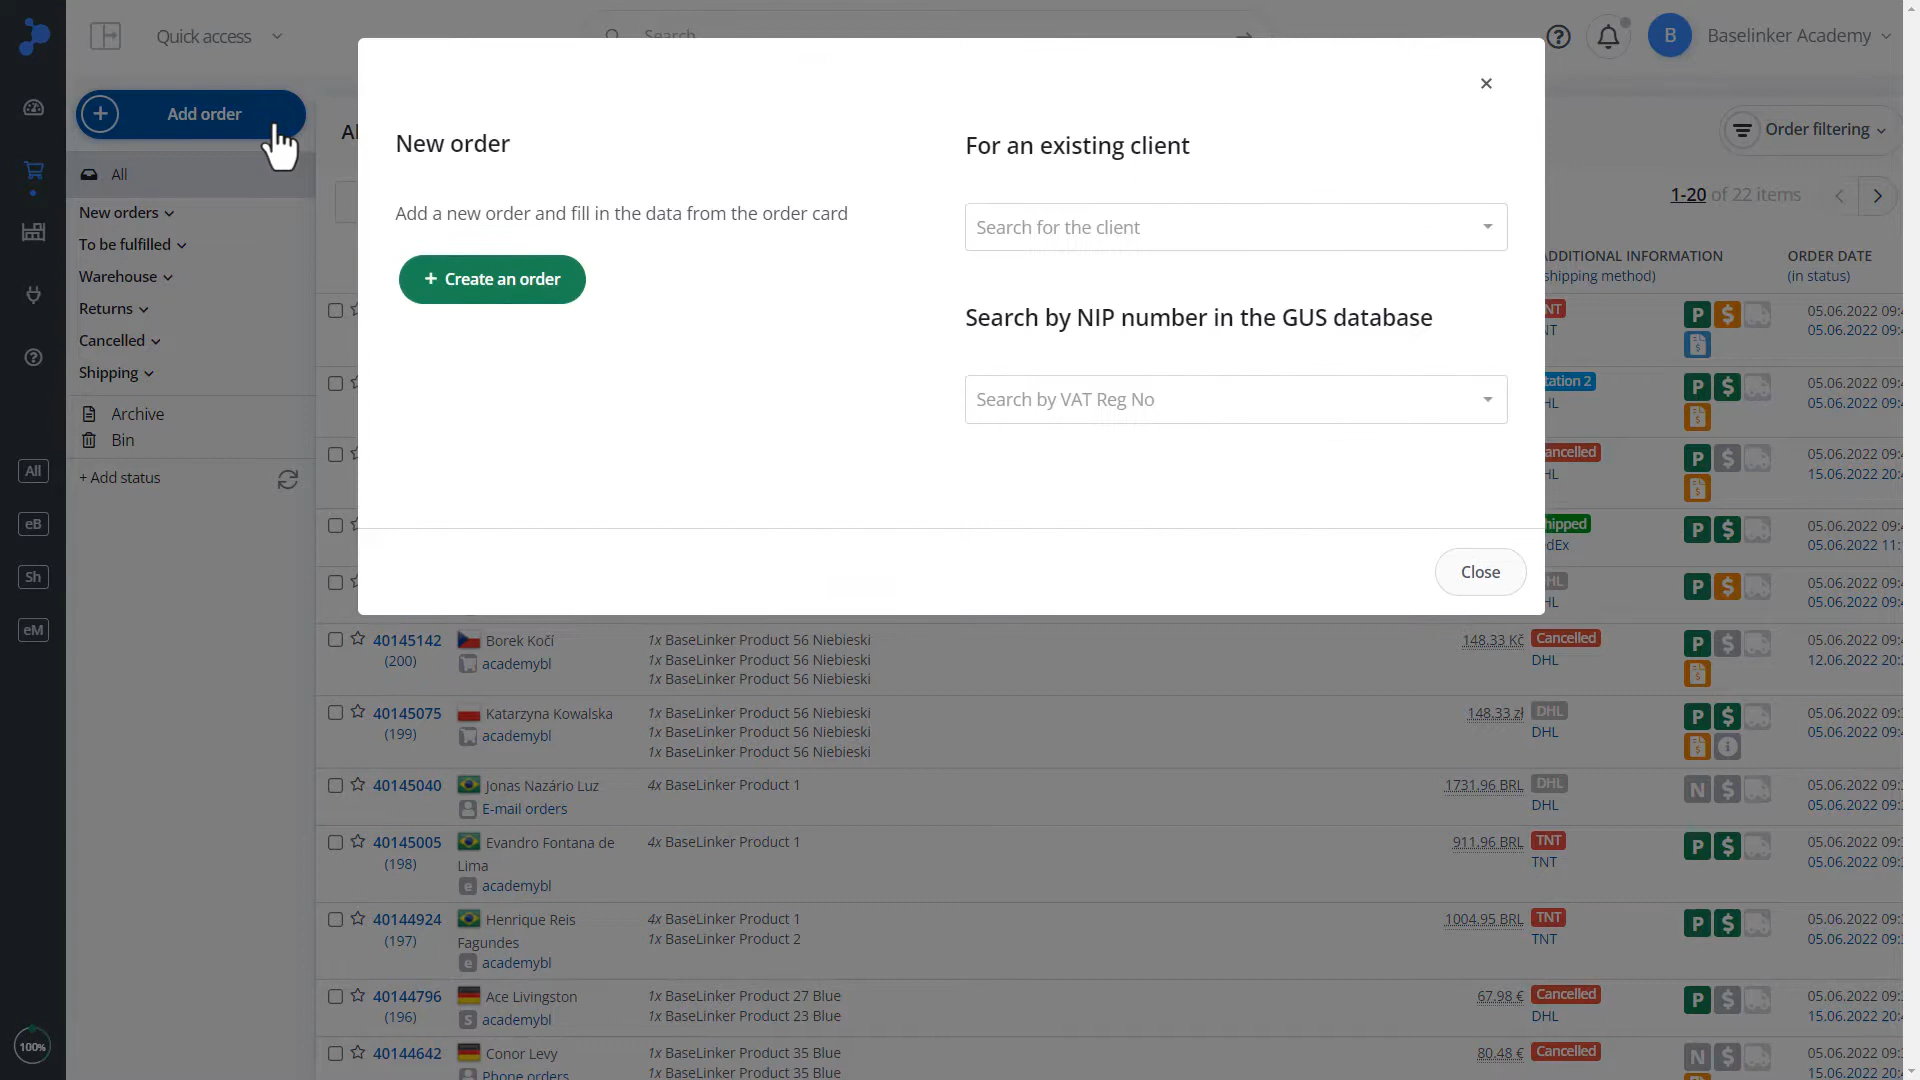 Quick access
Search
Baselinker Academy
B
Add order
All
New orders
To be fulfilled
Warehouse
Returns
Cancelled
Shipping
Archive
Bin
+ Add status
All
eB
Sh
eM
100%
New order
Add a new order and fill in the data from the order card
+ Create an order
For an existing client
Search for the client
Search by NIP number in the GUS database
Search by VAT Reg No
Close
Order filtering
1-20 of 22 items
ADDITIONAL INFORMATION
(shipping method)
ORDER DATE
(in status)
NT
NT
P $
05.06.2022 09:
05.06.2022 09:
tation 2
HL
P $
05.06.2022 09:
05.06.2022 09:
ancelled
HL
P $
05.06.2022 09:
15.06.2022 20:
hipped
dEx
P $
05.06.2022 09:
05.06.2022 11:
HL
HL
P $
05.06.2022 09:
05.06.2022 09:
40145142 Borek Kočí 1x BaseLinker Product 56 Niebieski 148.33 Kč Cancelled P $ 05.06.2022 09:
(200) academybl 1x BaseLinker Product 56 Niebieski DHL 12.06.2022 20:
1x BaseLinker Product 56 Niebieski
40145075 Katarzyna Kowalska 1x BaseLinker Product 56 Niebieski 148.33 zł DHL P $ 05.06.2022 09:
(199) academybl 1x BaseLinker Product 56 Niebieski DHL 05.06.2022 09:
1x BaseLinker Product 56 Niebieski
40145040 Jonas Nazário Luz 4x BaseLinker Product 1 1731.96 BRL DHL N $ 05.06.2022 09:
E-mail orders DHL 05.06.2022 09:
40145005 Evandro Fontana de 4x BaseLinker Product 1 911.96 BRL TNT P $ 05.06.2022 09:
(198) Lima TNT 05.06.2022 09:
e academybl
40144924 Henrique Reis 4x BaseLinker Product 1 1004.95 BRL TNT P $ 05.06.2022 09:
(197) Fagundes 1x BaseLinker Product 2 TNT 05.06.2022 09:
e academybl
40144796 Ace Livingston 1x BaseLinker Product 27 Blue 67.98 € Cancelled P $ 05.06.2022 09:
(196) S academybl 1x BaseLinker Product 23 Blue DHL 15.06.2022 20:
40144642 Conor Levy 1x BaseLinker Product 35 Blue 80.48 € Cancelled N $ 05.06.2022 09:
Phone orders 1x BaseLinker Product 35 Blue 15.06.2022 20: